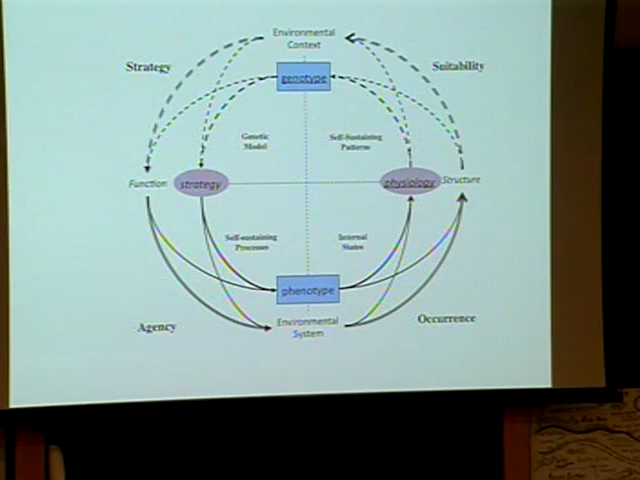 Environmental
Context
Strategy
Suitability
genotype
Genetic
Model
Self-Sustaining
Patterns
Function
strategy
physiology
Structure
Self-sustaining
Processes
Internal
States
phenotype
Agency
Environmental
System
Occurrence